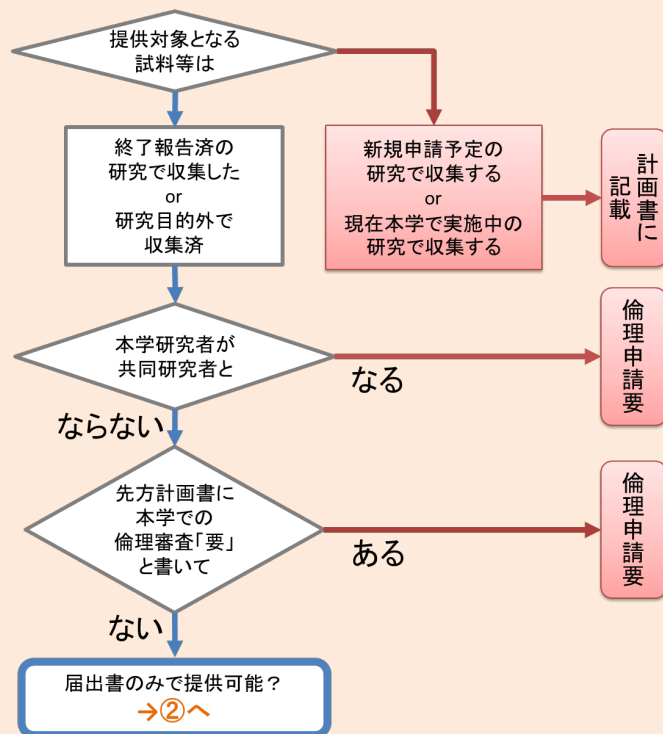 提供対象となる
試料等は
終了報告済の
研究で収集した
or
研究目的外で
収集済
新規申請予定の
研究で収集する
or
現在本学で実施中の
研究で収集する
計画書に
記載
本学研究者が
共同研究者と
なる
倫理申請要
ならない
先方計画書に
本学での
倫理審査「要」
と書いて
ある
倫理申請要
ない
届出書のみで提供可能？
→②へ